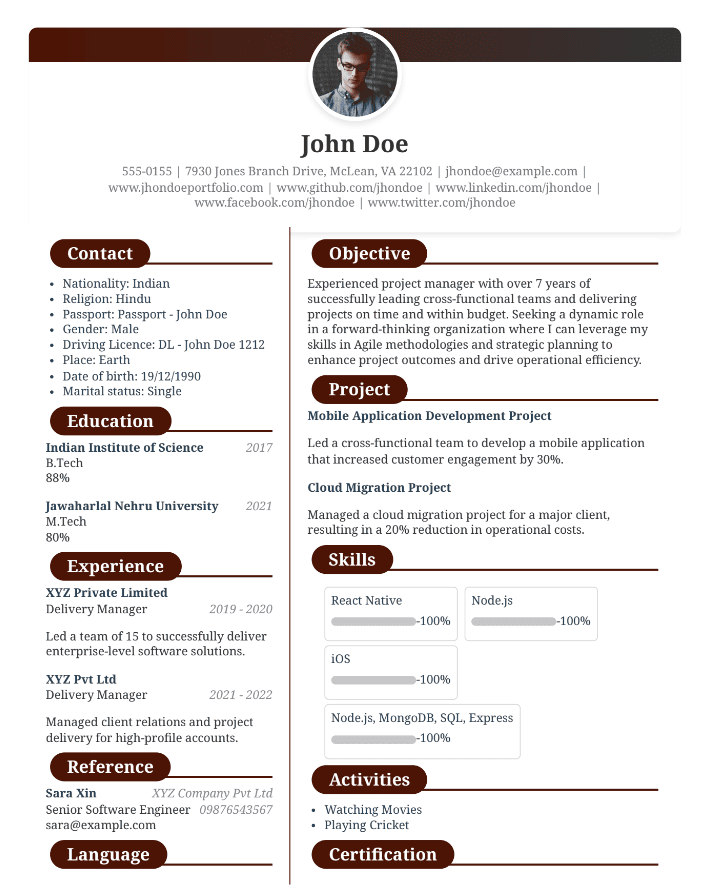 John Doe
555-0155 | 7930 Jones Branch Drive, McLean, VA 22102 | jhondoe@example.com |
www.jhondoeportfolio.com | www.github.com/jhondoe | www.linkedin.com/jhondoe |
www.facebook.com/jhondoe | www.twitter.com/jhondoe
Contact
• Nationality: Indian
• Religion: Hindu
• Passport: Passport - John Doe
• Gender: Male
• Driving Licence: DL - John Doe 1212
• Place: Earth
• Date of birth: 19/12/1990
• Marital status: Single
Education
Indian Institute of Science 2017
B.Tech
88%
Jawaharlal Nehru University 2021
M.Tech
80%
Experience
XYZ Private Limited
Delivery Manager 2019 - 2020
Led a team of 15 to successfully deliver
enterprise-level software solutions.
XYZ Pvt Ltd
Delivery Manager 2021 - 2022
Managed client relations and project
delivery for high-profile accounts.
Reference
Sara Xin XYZ Company Pvt Ltd
Senior Software Engineer 09876543567
sara@example.com
Language
Objective
Experienced project manager with over 7 years of
successfully leading cross-functional teams and delivering
projects on time and within budget. Seeking a dynamic role
in a forward-thinking organization where I can leverage my
skills in Agile methodologies and strategic planning to
enhance project outcomes and drive operational efficiency.
Project
Mobile Application Development Project
Led a cross-functional team to develop a mobile application
that increased customer engagement by 30%.
Cloud Migration Project
Managed a cloud migration project for a major client,
resulting in a 20% reduction in operational costs.
Skills
React Native
-100%
Node.js
-100%
iOS
-100%
Node.js, MongoDB, SQL, Express
-100%
Activities
• Watching Movies
• Playing Cricket
Certification